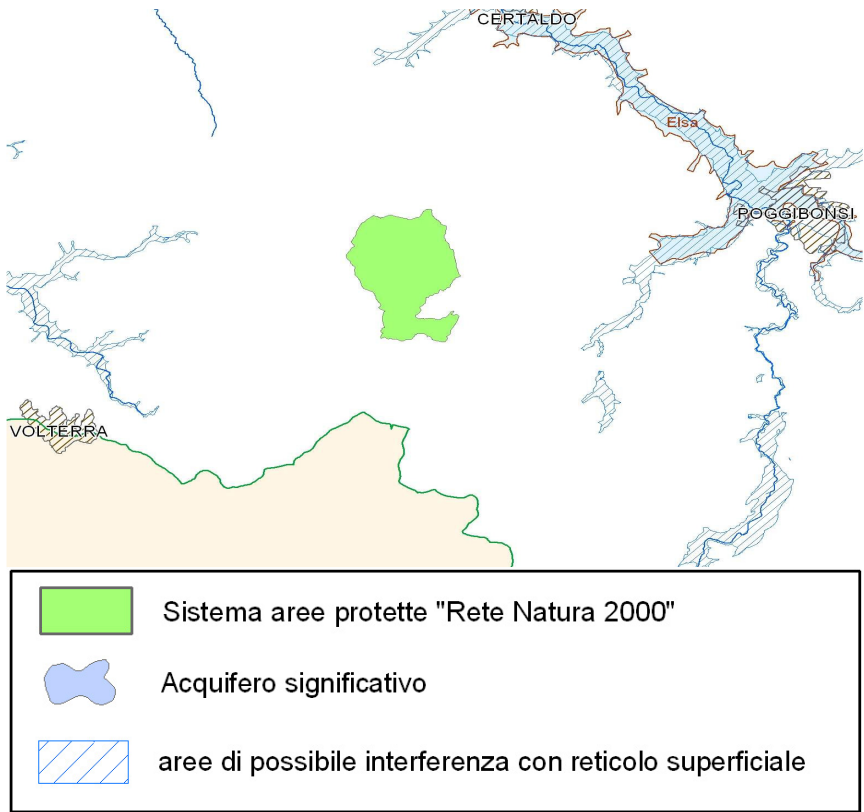 CERTALDO
Elsa
POGGIBONSI
VOLTERRA
Sistema aree protette "Rete Natura 2000"
Acquifero significativo
aree di possibile interferenza con reticolo superficiale